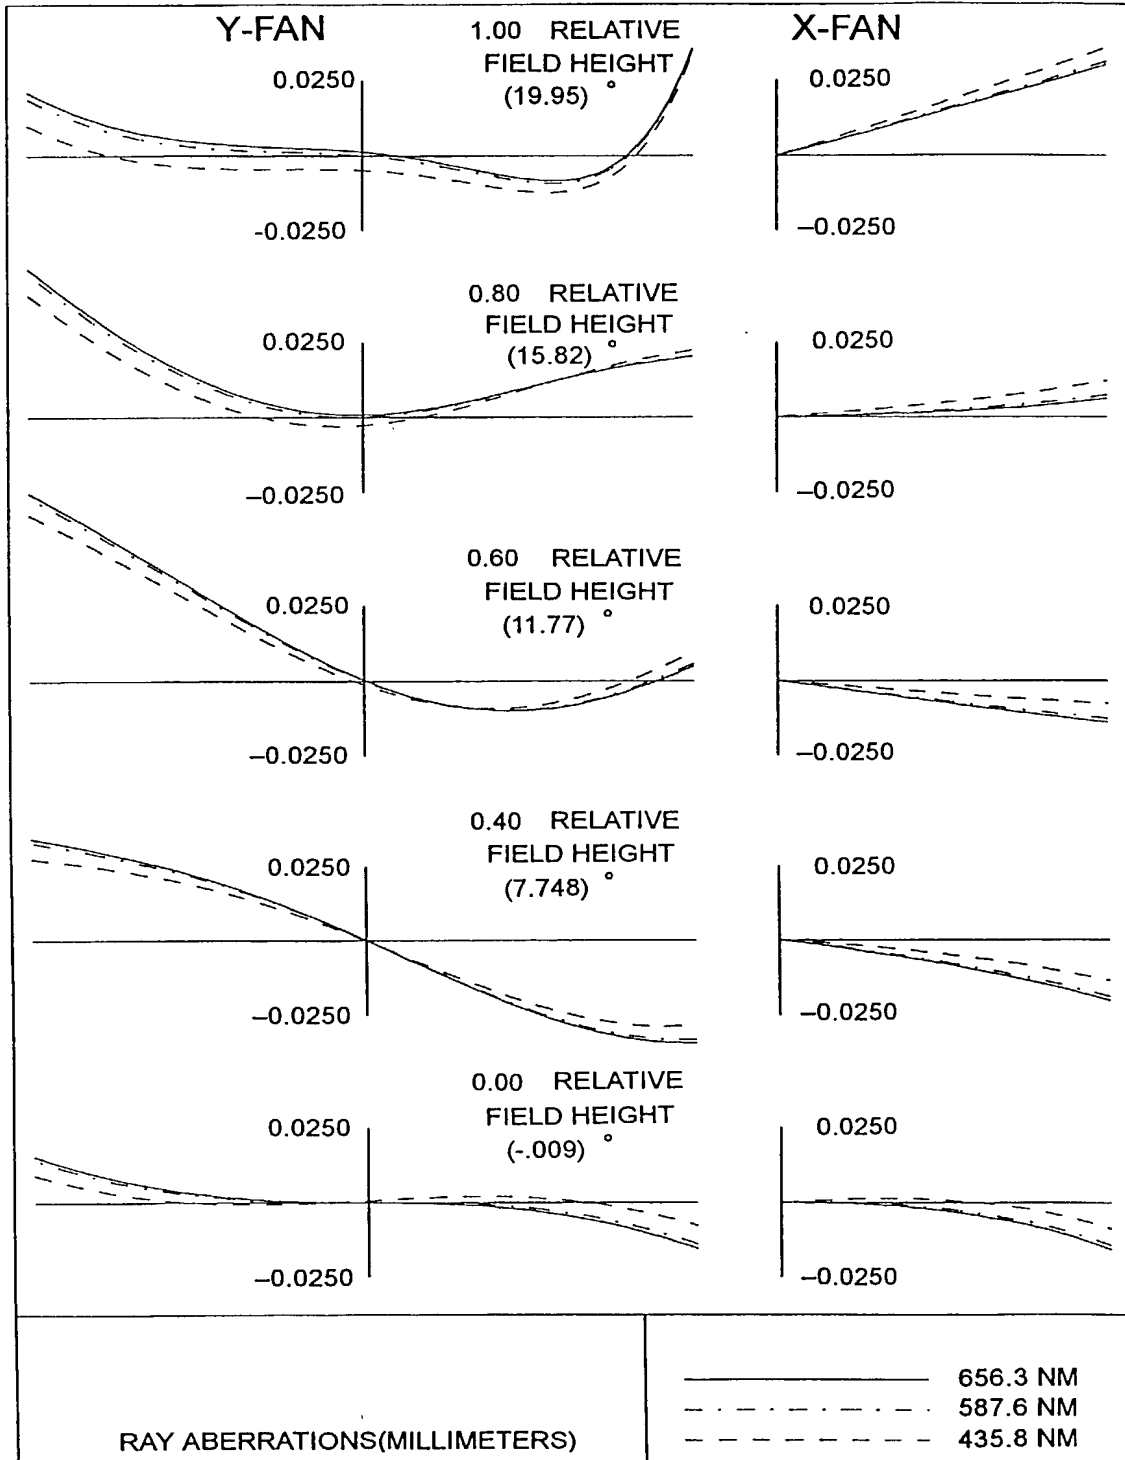 Y-FAN
X-FAN
1.00 RELATIVE
FIELD HEIGHT
(19.95) °
0.0250
-0.0250
0.0250
–0.0250
0.80 RELATIVE
FIELD HEIGHT
(15.82) °
0.0250
–0.0250
0.0250
–0.0250
0.60 RELATIVE
FIELD HEIGHT
(11.77) °
0.0250
–0.0250
0.0250
–0.0250
0.40 RELATIVE
FIELD HEIGHT
(7.748) °
0.0250
–0.0250
0.0250
–0.0250
0.00 RELATIVE
FIELD HEIGHT
(-.009) °
0.0250
–0.0250
0.0250
–0.0250
RAY ABERRATIONS(MILLIMETERS)
656.3 NM
587.6 NM
435.8 NM